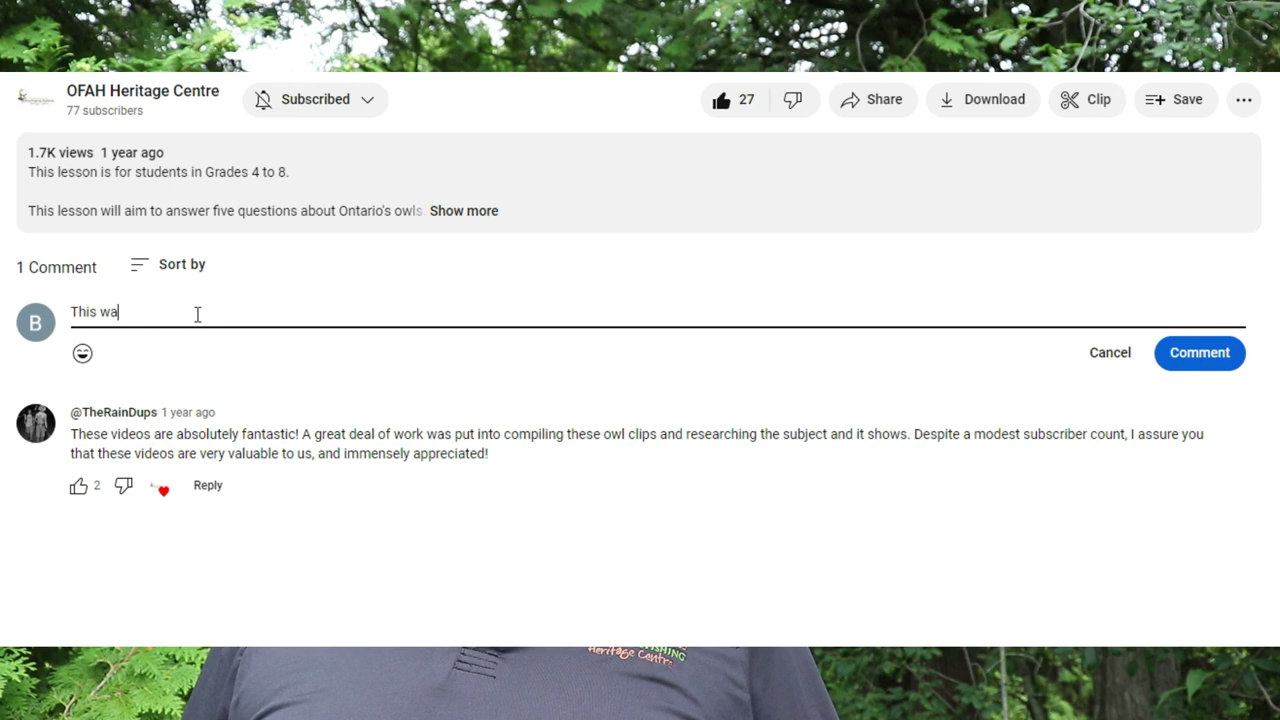 OFAH Heritage Centre
77 subscribers
Subscribed
27
Share
Download
Clip
Save
1.7K views 1 year ago
This lesson is for students in Grades 4 to 8.
This lesson will aim to answer five questions about Ontario's owls. Show more
1 Comment
Sort by
B
This wa
Cancel
Comment
@TheRainDups 1 year ago
These videos are absolutely fantastic! A great deal of work was put into compiling these owl clips and researching the subject and it shows. Despite a modest subscriber count, I assure you
that these videos are very valuable to us, and immensely appreciated!
2
Reply
Heritage Centre